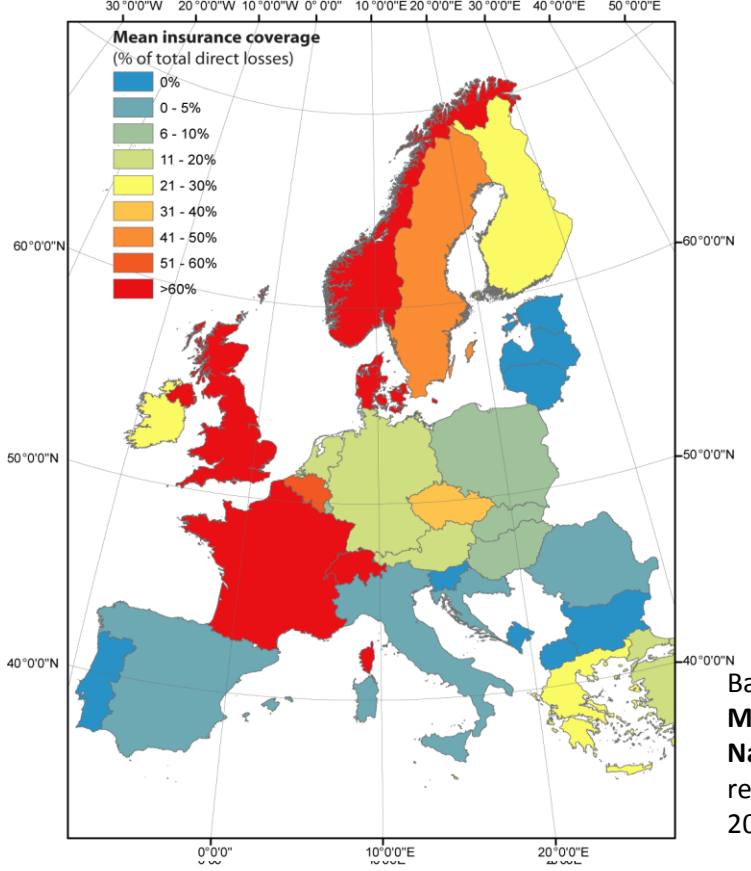 30°0'0"W 20°0'0"W 10°0'0"W 0°0'0" 10°0'0"E 20°0'0"E 30°0'0"E 40°0'0"E 50°0'0"E
Mean insurance coverage
(% of total direct losses)
0%
0 - 5%
6 - 10%
11 - 20%
21 - 30%
31 - 40%
41 - 50%
51 - 60%
>60%
60°0'0"N 60°0'0"N
50°0'0"N 50°0'0"N
40°0'0"N 40°0'0"N
Ba
M
Na
re
20
0°0'0" 10°0'0"E 20°0'0"E